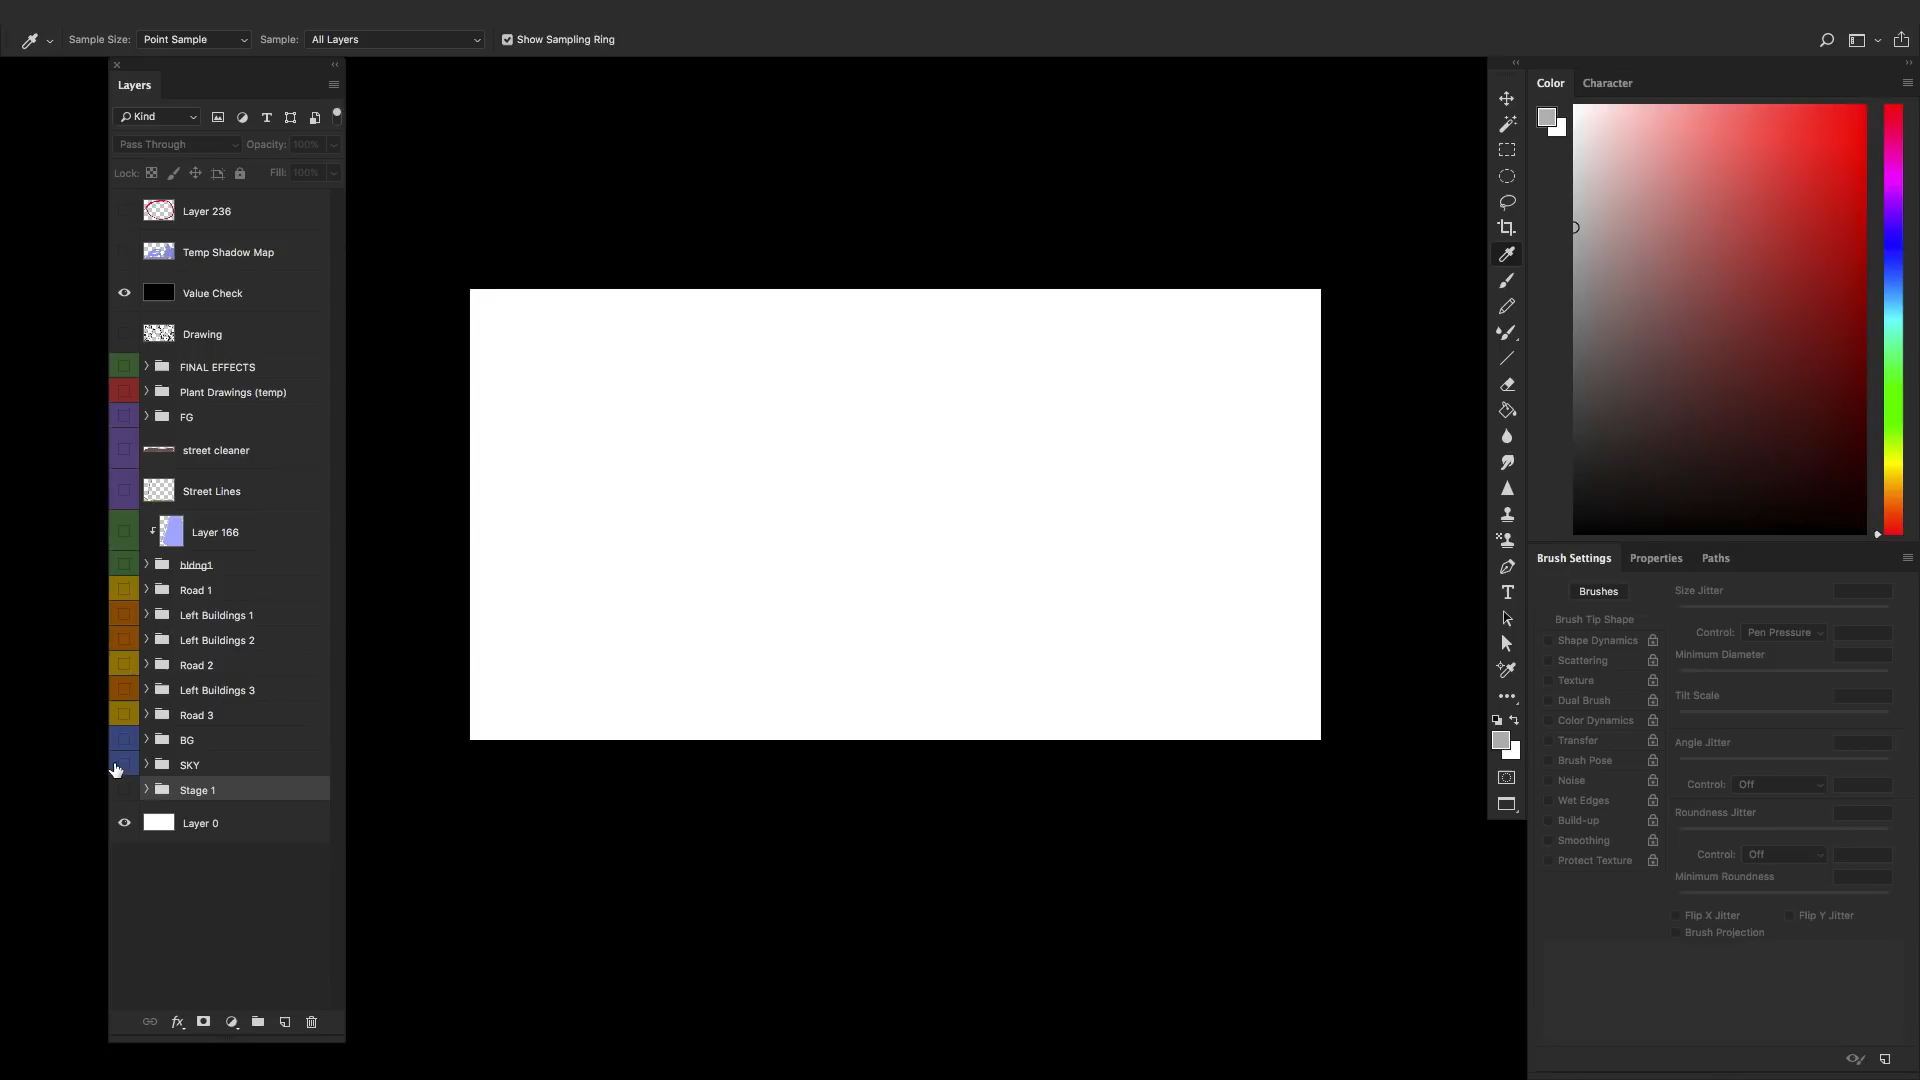 Sample Size: Point Sample Sample: All Layers Show Sampling Ring
Layers
Kind
Pass Through Opacity: 100%
Lock: Fill: 100%
Layer 236
Temp Shadow Map
Value Check
Drawing
FINAL EFFECTS
Plant Drawings (temp)
FG
street cleaner
Street Lines
Layer 166
bldng1
Road 1
Left Buildings 1
Left Buildings 2
Road 2
Left Buildings 3
Road 3
BG
SKY
Stage 1
Layer 0
fx
Color Character
Brush Settings Properties Paths
Brushes
Brush Tip Shape
Shape Dynamics
Scattering
Texture
Dual Brush
Color Dynamics
Transfer
Brush Pose
Noise
Wet Edges
Build-up
Smoothing
Protect Texture
Size Jitter
Control: Pen Pressure
Minimum Diameter
Tilt Scale
Angle Jitter
Control: Off
Roundness Jitter
Control: Off
Minimum Roundness
Flip X Jitter Flip Y Jitter
Brush Projection